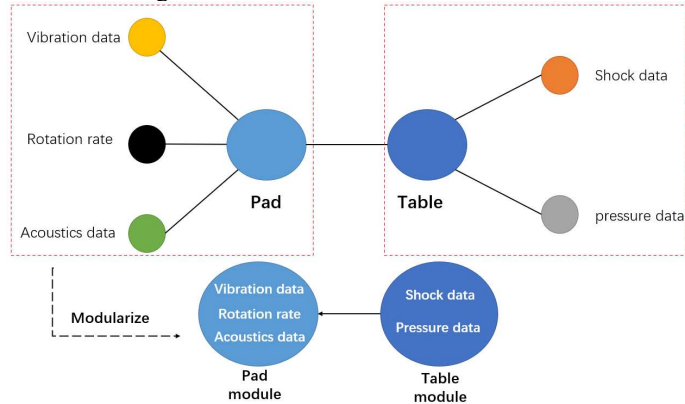 Vibration data
Shock data
Rotation rate
Pad
Table
Acoustics data
pressure data
Vibration data
Rotation rate
Acoustics data
Shock data
Pressure data
Modularize
Pad
module
Table
module